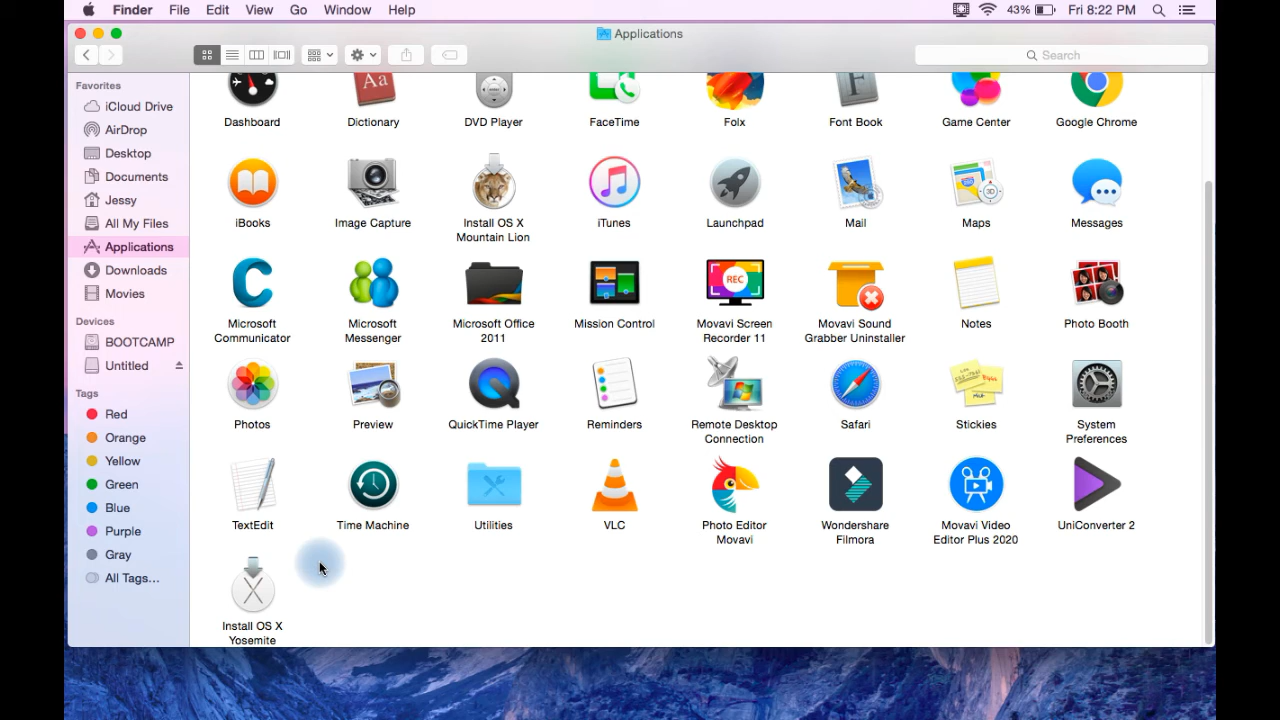 Finder File Edit View Go Window Help 43% Fri 8:22 PM
Applications
Search
Favorites
iCloud Drive
AirDrop
Desktop
Documents
Jessy
All My Files
Applications
Downloads
Movies
Devices
BOOTCAMP
Untitled
Tags
Red
Orange
Yellow
Green
Blue
Purple
Gray
All Tags...
Aa
F
Dashboard Dictionary DVD Player FaceTime Folx Font Book Game Center Google Chrome
3D
iBooks Image Capture Install OS X Mountain Lion iTunes Launchpad Mail Maps Messages
REC
Microsoft Communicator Microsoft Messenger Microsoft Office 2011 Mission Control Movavi Screen Recorder 11 Movavi Sound Grabber Uninstaller Notes Photo Booth
Photos Preview QuickTime Player Reminders Remote Desktop Connection Safari Stickies System Preferences
TextEdit Time Machine Utilities VLC Photo Editor Movavi Wondershare Filmora Movavi Video Editor Plus 2020 UniConverter 2
Install OS X
Yosemite